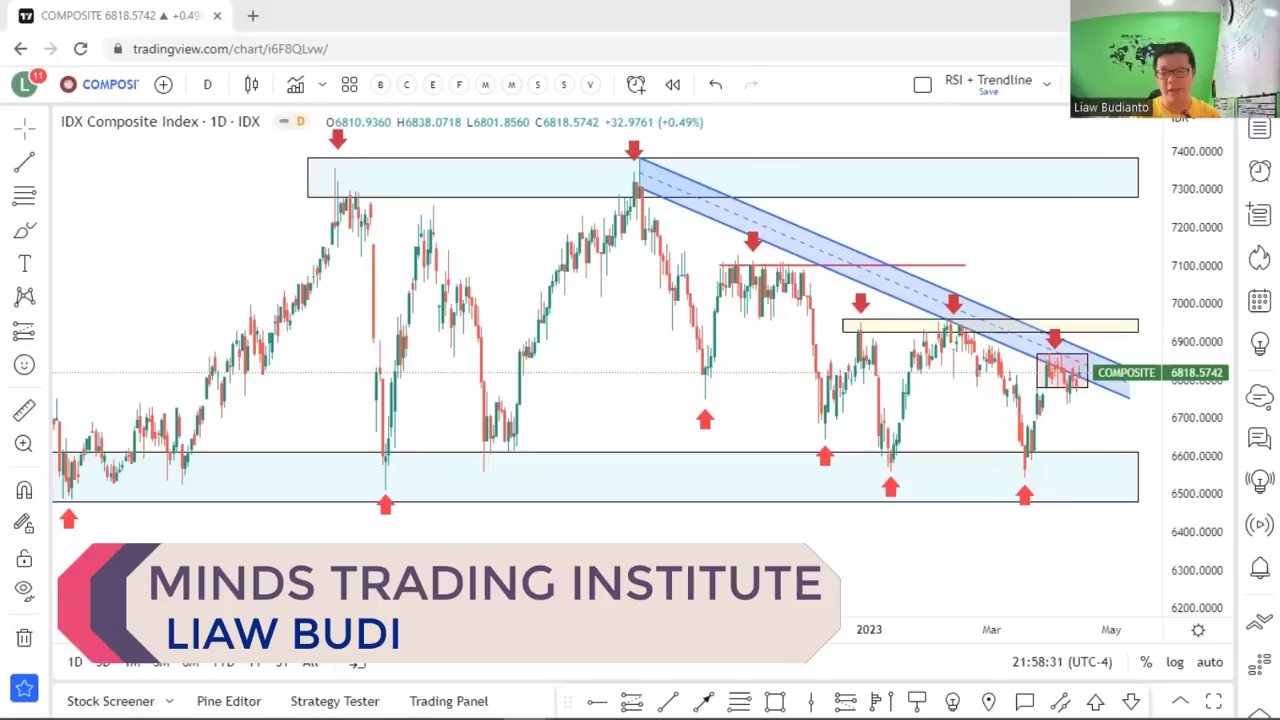 COMPOSITE 6818.5742 ▲ +0.49
tradingview.com/chart/i6F8QLvw/
L
11
COMPOSI
D
B C E F M M S S V
RSI + Trendline
Save
Liaw Budianto
IDX Composite Index · 1D · IDX
D
O6810.9360 H6838.0718 L6801.8560
+32.9761 (+0.49%)
7400.0000
7300.0000
7200.0000
7100.0000
7000.0000
6900.0000
COMPOSITE 6818.5742
6700.0000
6600.0000
6500.0000
6400.0000
6300.0000
6200.0000
MINDS TRADING INSTITUTE
LIAW BUDI
2023 Mar May
1D
21:58:31 (UTC-4) % log auto
Stock Screener Pine Editor Strategy Tester Trading Panel